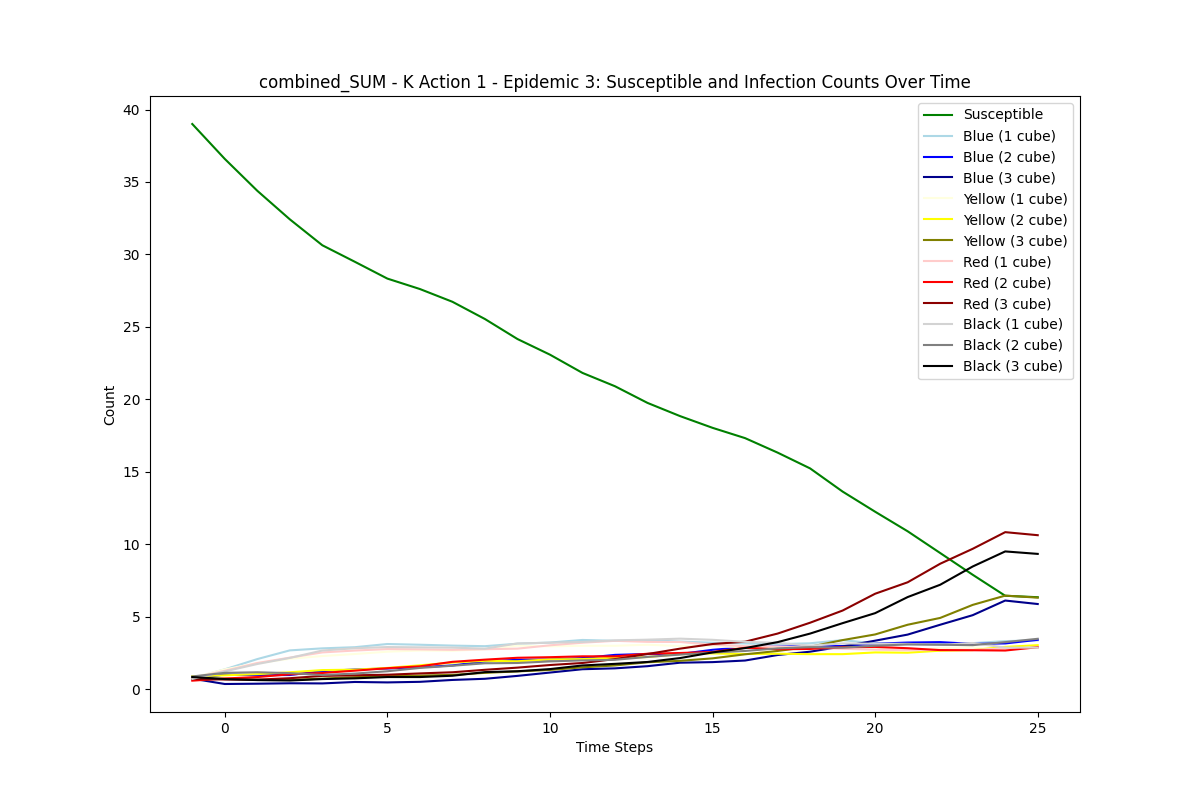 combined_SUM - K Action 1 - Epidemic 3: Susceptible and Infection Counts Over Time
40
35
30
25
20
15
10
5
0
Count
0 5 10 15 20 25
Time Steps
Susceptible
Blue (1 cube)
Blue (2 cube)
Blue (3 cube)
Yellow (1 cube)
Yellow (2 cube)
Yellow (3 cube)
Red (1 cube)
Red (2 cube)
Red (3 cube)
Black (1 cube)
Black (2 cube)
Black (3 cube)